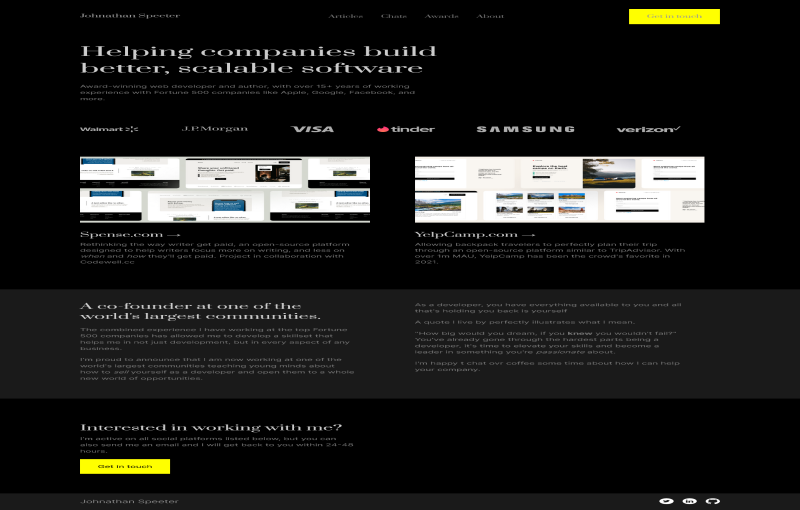 Johnathan Speeter
Articles Chats Awards About
Get in touch
Helping companies build
better, scalable software
Award-winning web developer and author, with over 15+ years of working
experience with Fortune 500 companies like Apple, Google, Facebook, and
more.
Walmart J.P.Morgan VISA tinder SAMSUNG verizon
Spense.com →
Rethinking the way writer get paid, an open-source platform
designed to help writers focus more on writing, and less on
when and how they'll get paid. Project in collaboration with
Codewell.cc
YelpCamp.com →
Allowing backpack travelers to perfectly plan their trip
through an open-source platform similar to TripAdvisor. With
over 1m MAU, YelpCamp has been the crowd's favorite in
2021.
A co-founder at one of the
world's largest communities.
The combined experience I have working at the top Fortune
500 companies has allowed me to develop a skillset that
helps me in not just development, but in every aspect of any
business.
I'm proud to announce that I am now working at one of the
world's largest communities teaching young minds about
how to self yourself as a developer and open them to a whole
new world of opportunities.
As a developer, you have everything available to you and all
that's holding you back is yourself
A quote I live by perfectly illustrates what I mean.
"How big would you dream, if you knew you wouldn't fail?"
You've already gone through the hardest parts being a
developer, it's time to elevate your skills and become a
leader in something you're passionate about.
I'm happy t chat ovr coffee some time about how I can help
your company.
Interested in working with me?
I'm active on all social platforms listed below, but you can
also send me an email and I will get back to you within 24-48
hours.
Get in touch
Johnathan Speeter